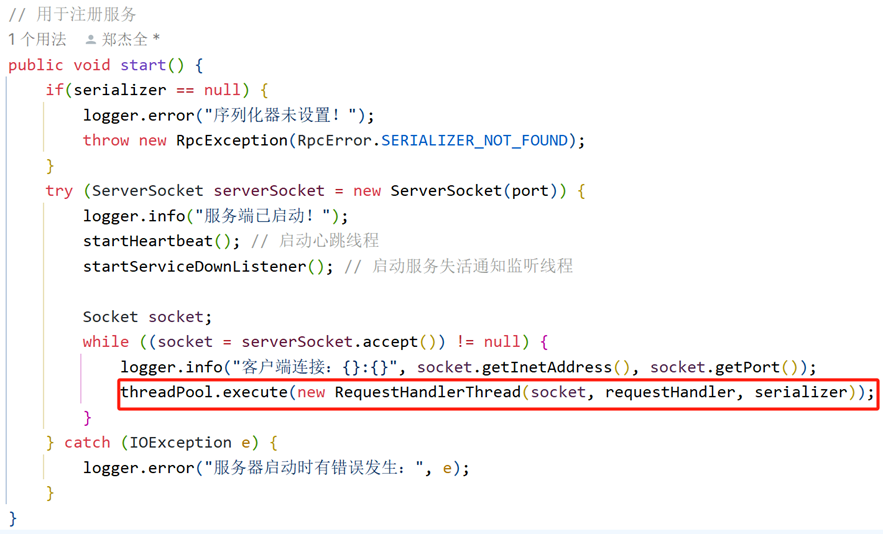 // 用于注册服务
1 个用法 郑杰全 *
public void start() {
if(serializer == null) {
logger.error("序列化器未设置！");
throw new RpcException(RpcError.SERIALIZER_NOT_FOUND);
}
try (ServerSocket serverSocket = new ServerSocket(port)) {
logger.info("服务端已启动！");
startHeartbeat(); // 启动心跳线程
startServiceDownListener(); // 启动服务失活通知监听线程
Socket socket;
while ((socket = serverSocket.accept()) != null) {
logger.info("客户端连接：{}:{}", socket.getInetAddress(), socket.getPort());
threadPool.execute(new RequestHandlerThread(socket, requestHandler, serializer));
}
} catch (IOException e) {
logger.error("服务器启动时有错误发生：", e);
}
}